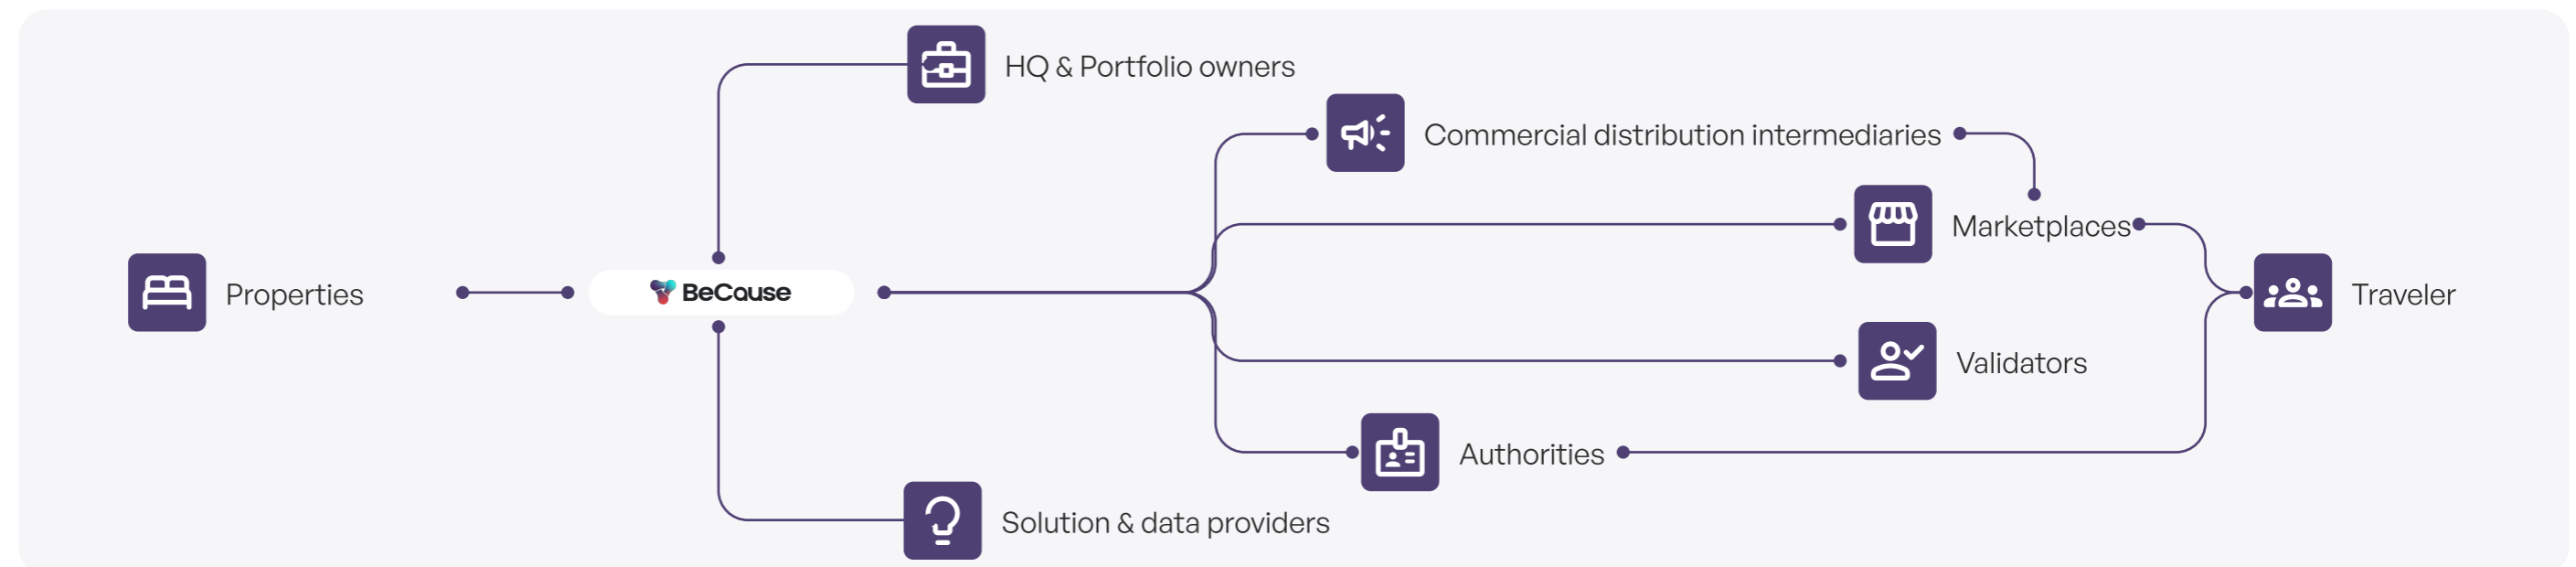 HQ & Portfolio owners
Commercial distribution intermediaries
Marketplaces
Properties
BeCause
Traveler
Validators
Authorities
Solution & data providers